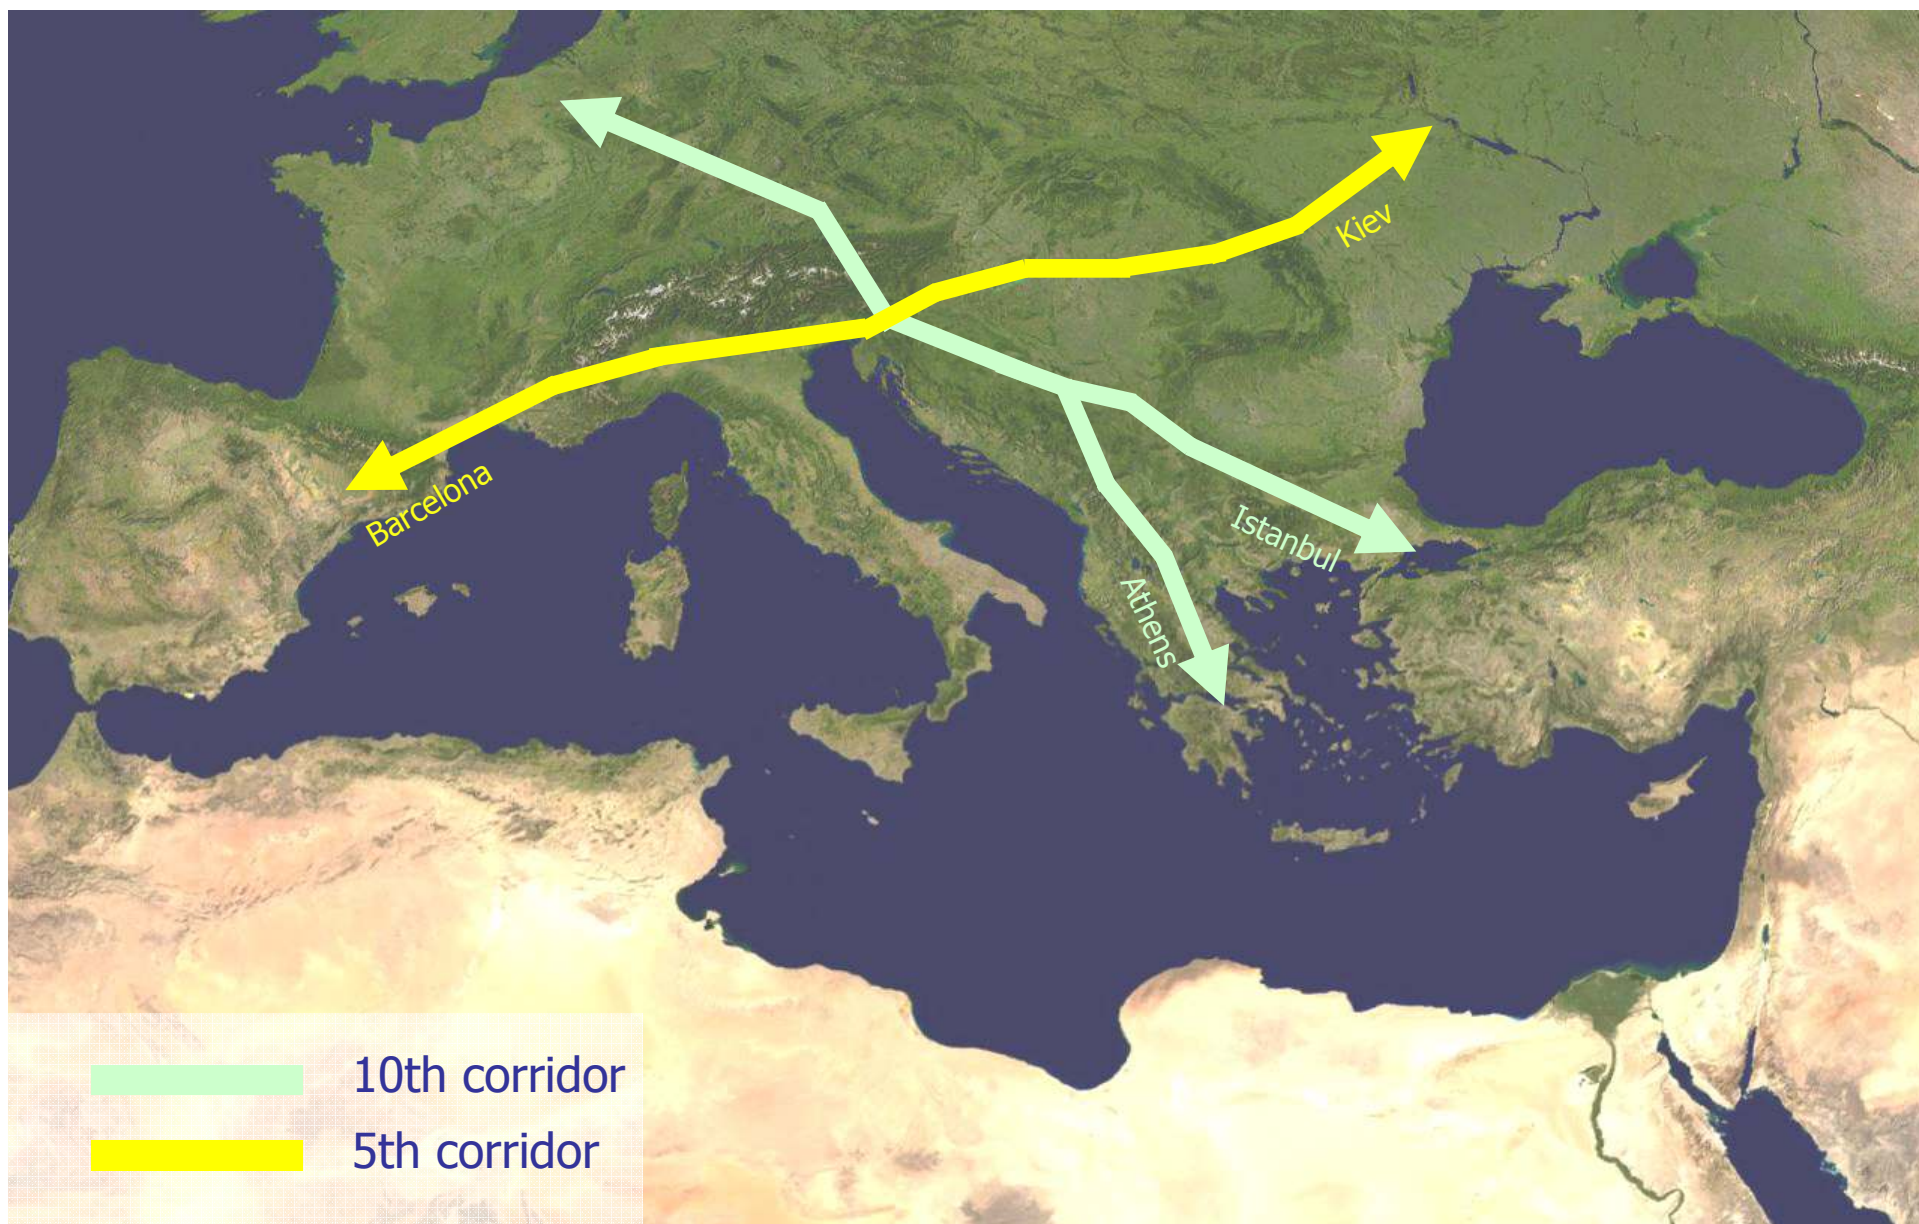 Kiev
Barcelona
Istanbul
Athens
10th corridor
5th corridor